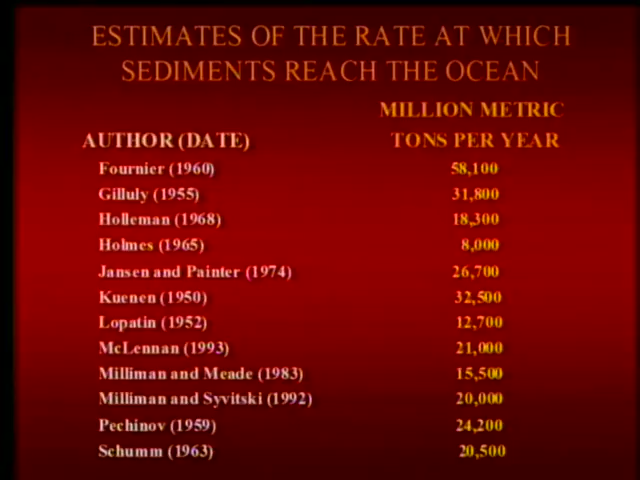 ESTIMATES OF THE RATE AT WHICH
SEDIMENTS REACH THE OCEAN
MILLION METRIC
AUTHOR (DATE) TONS PER YEAR
Fournier (1960) 58,100
Gilluly (1955) 31,800
Holleman (1968) 18,300
Holmes (1965) 8,000
Jansen and Painter (1974) 26,700
Kuenen (1950) 32,500
Lopatin (1952) 12,700
McLennan (1993) 21,000
Milliman and Meade (1983) 15,500
Milliman and Syvitski (1992) 20,000
Pechinov (1959) 24,200
Schumm (1963) 20,500